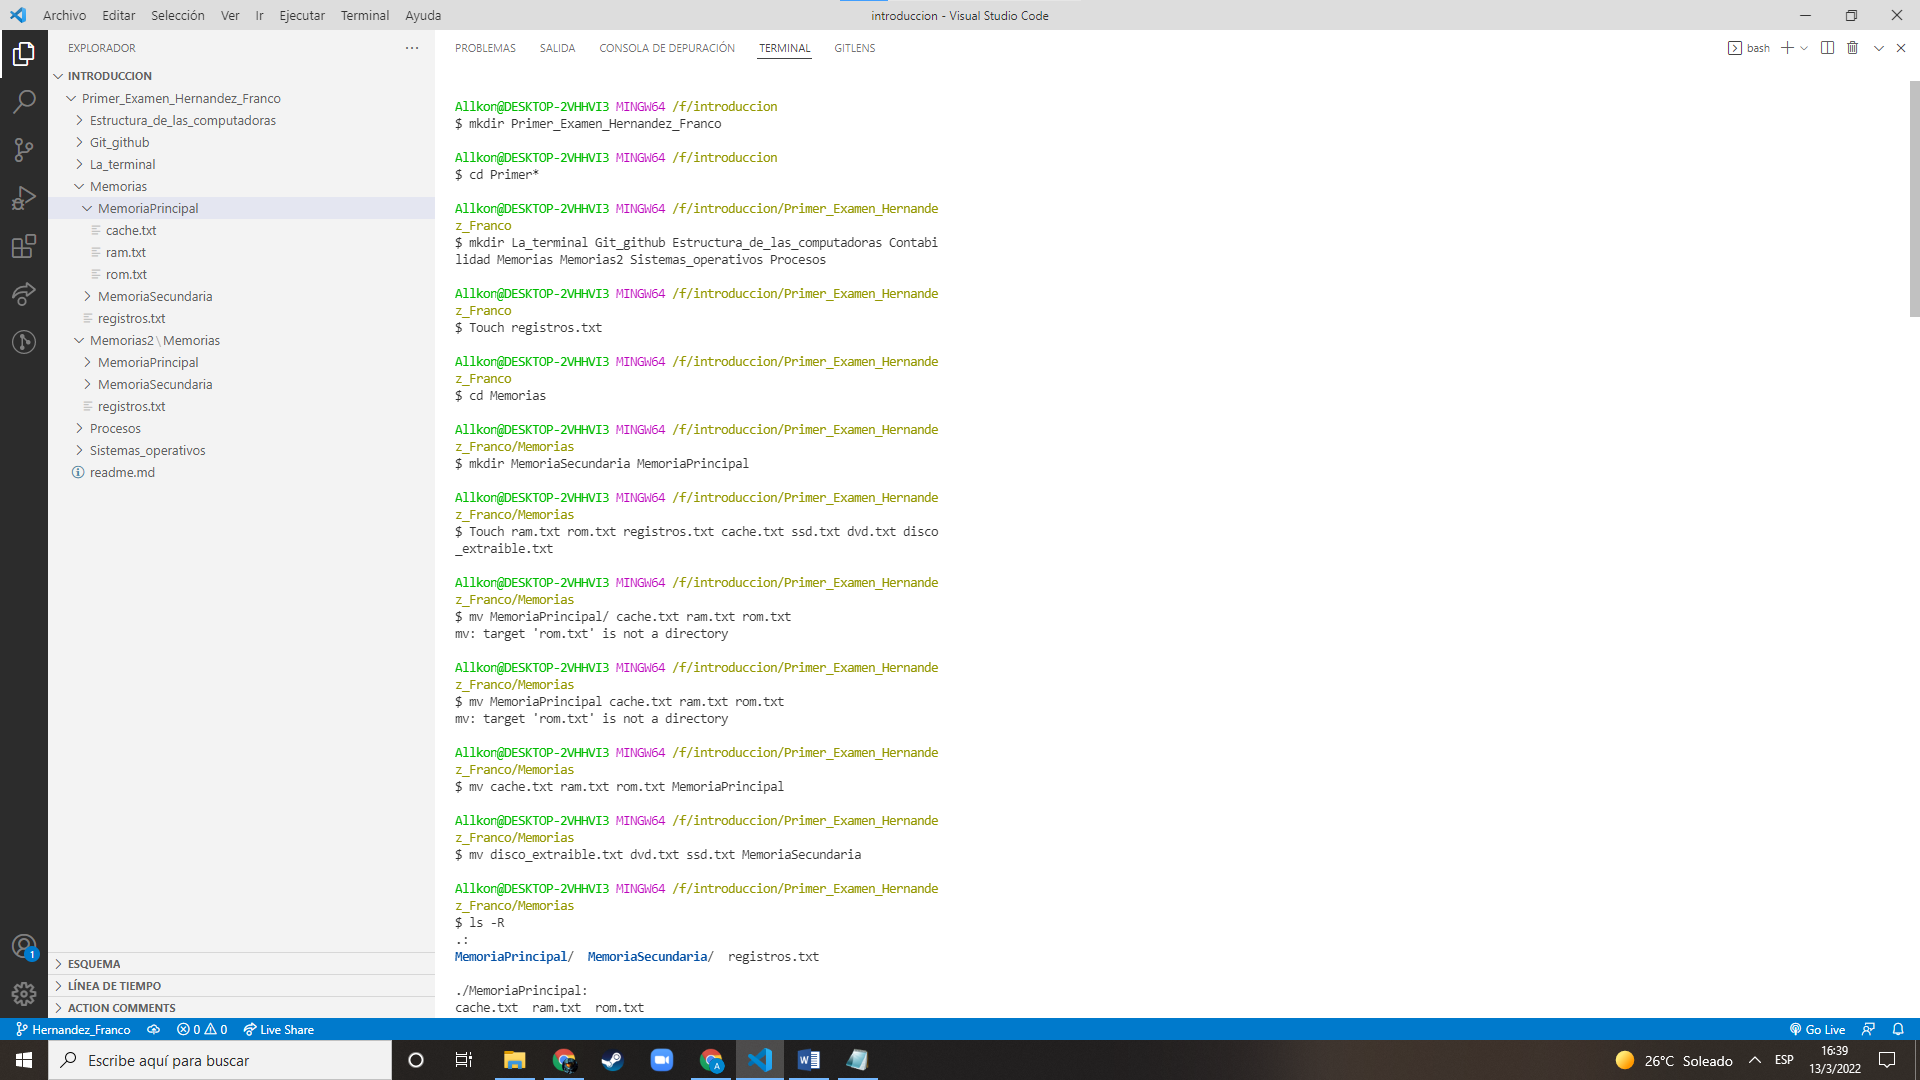 Archivo Editar Selección Ver Ir Ejecutar Terminal Ayuda
introduccion - Visual Studio Code
EXPLORADOR
INTRODUCCION
Primer_Examen_Hernandez_Franco
Estructura_de_las_computadoras
Git_github
La_terminal
Memorias
MemoriaPrincipal
cache.txt
ram.txt
rom.txt
MemoriaSecundaria
registros.txt
Memorias2\Memorias
MemoriaPrincipal
MemoriaSecundaria
registros.txt
Procesos
Sistemas_operativos
readme.md
ESQUEMA
LÍNEA DE TIEMPO
ACTION COMMENTS
PROBLEMAS SALIDA CONSOLA DE DEPURACIÓN TERMINAL GITLENS
bash
Allkon@DESKTOP-2VHHVI3 MINGW64 /f/introduccion
$ mkdir Primer_Examen_Hernandez_Franco
Allkon@DESKTOP-2VHHVI3 MINGW64 /f/introduccion
$ cd Primer*
Allkon@DESKTOP-2VHHVI3 MINGW64 /f/introduccion/Primer_Examen_Hernande
z_Franco
$ mkdir La_terminal Git_github Estructura_de_las_computadoras Contabi
lidad Memorias Memorias2 Sistemas_operativos Procesos
Allkon@DESKTOP-2VHHVI3 MINGW64 /f/introduccion/Primer_Examen_Hernande
z_Franco
$ Touch registros.txt
Allkon@DESKTOP-2VHHVI3 MINGW64 /f/introduccion/Primer_Examen_Hernande
z_Franco
$ cd Memorias
Allkon@DESKTOP-2VHHVI3 MINGW64 /f/introduccion/Primer_Examen_Hernande
z_Franco/Memorias
$ mkdir MemoriaSecundaria MemoriaPrincipal
Allkon@DESKTOP-2VHHVI3 MINGW64 /f/introduccion/Primer_Examen_Hernande
z_Franco/Memorias
$ Touch ram.txt rom.txt registros.txt cache.txt ssd.txt dvd.txt disco
_extraible.txt
Allkon@DESKTOP-2VHHVI3 MINGW64 /f/introduccion/Primer_Examen_Hernande
z_Franco/Memorias
$ mv MemoriaPrincipal/ cache.txt ram.txt rom.txt
mv: target 'rom.txt' is not a directory
Allkon@DESKTOP-2VHHVI3 MINGW64 /f/introduccion/Primer_Examen_Hernande
z_Franco/Memorias
$ mv MemoriaPrincipal cache.txt ram.txt rom.txt
mv: target 'rom.txt' is not a directory
Allkon@DESKTOP-2VHHVI3 MINGW64 /f/introduccion/Primer_Examen_Hernande
z_Franco/Memorias
$ mv cache.txt ram.txt rom.txt MemoriaPrincipal
Allkon@DESKTOP-2VHHVI3 MINGW64 /f/introduccion/Primer_Examen_Hernande
z_Franco/Memorias
$ mv disco_extraible.txt dvd.txt ssd.txt MemoriaSecundaria
Allkon@DESKTOP-2VHHVI3 MINGW64 /f/introduccion/Primer_Examen_Hernande
z_Franco/Memorias
$ ls -R
.:
MemoriaPrincipal/ MemoriaSecundaria/ registros.txt
./MemoriaPrincipal:
cache.txt ram.txt rom.txt
1
Hernandez_Franco 0 0 Live Share
Go Live
Escribe aquí para buscar
26°C Soleado ESP
16:39
13/3/2022